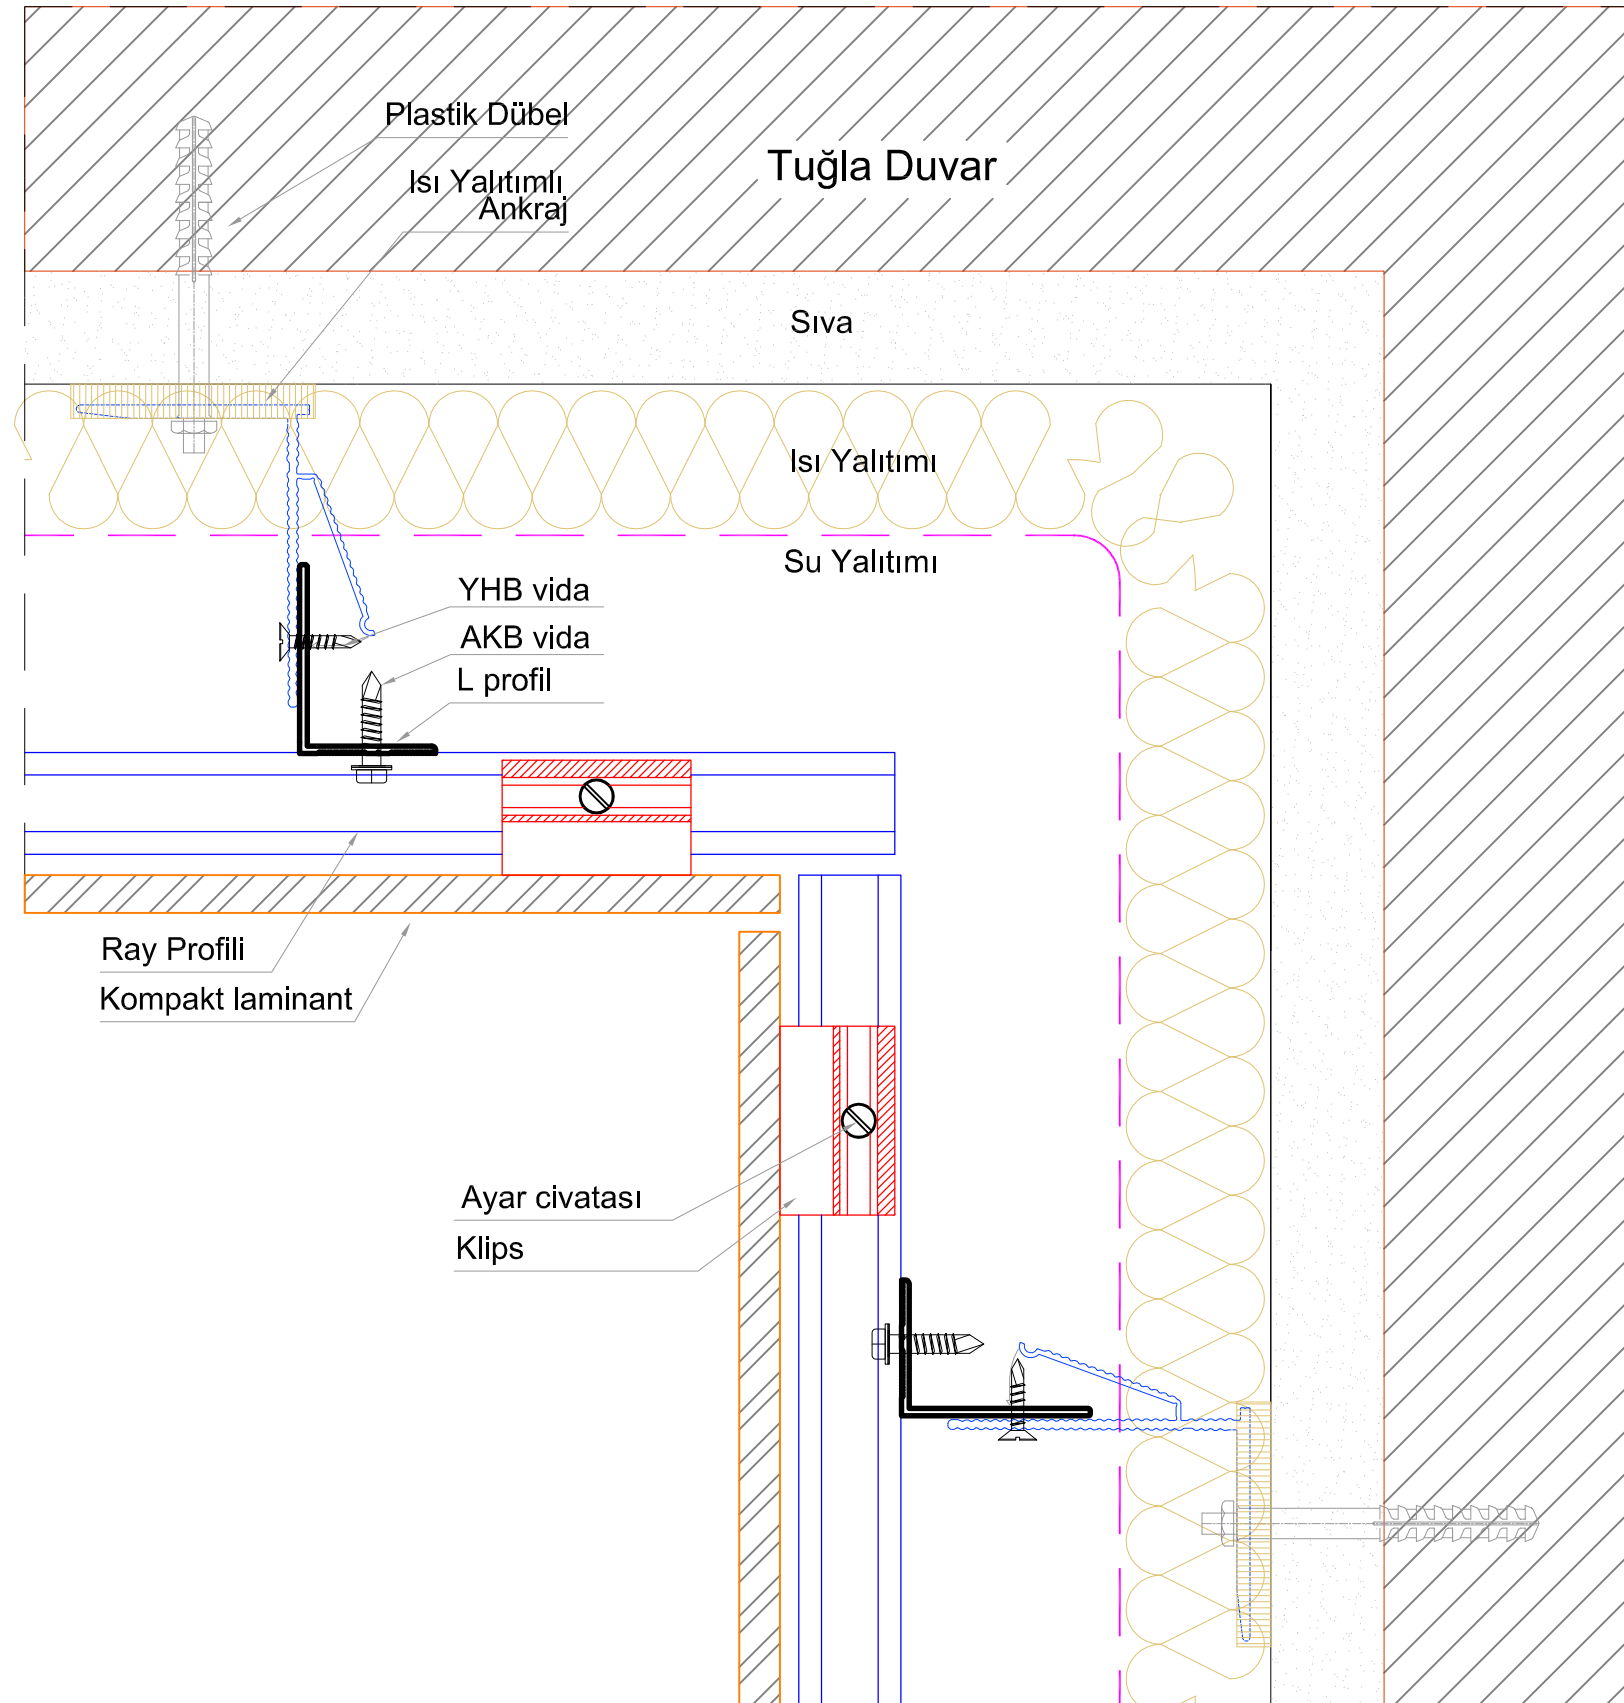 Plastik Dübel
Isı Yalıtımlı
Ankraj
Tuğla Duvar
Sıva
Isı Yalıtımı
Su Yalıtımı
YHB vida
AKB vida
L profil
Ray Profili
Kompakt laminant
Ayar civatası
Klips